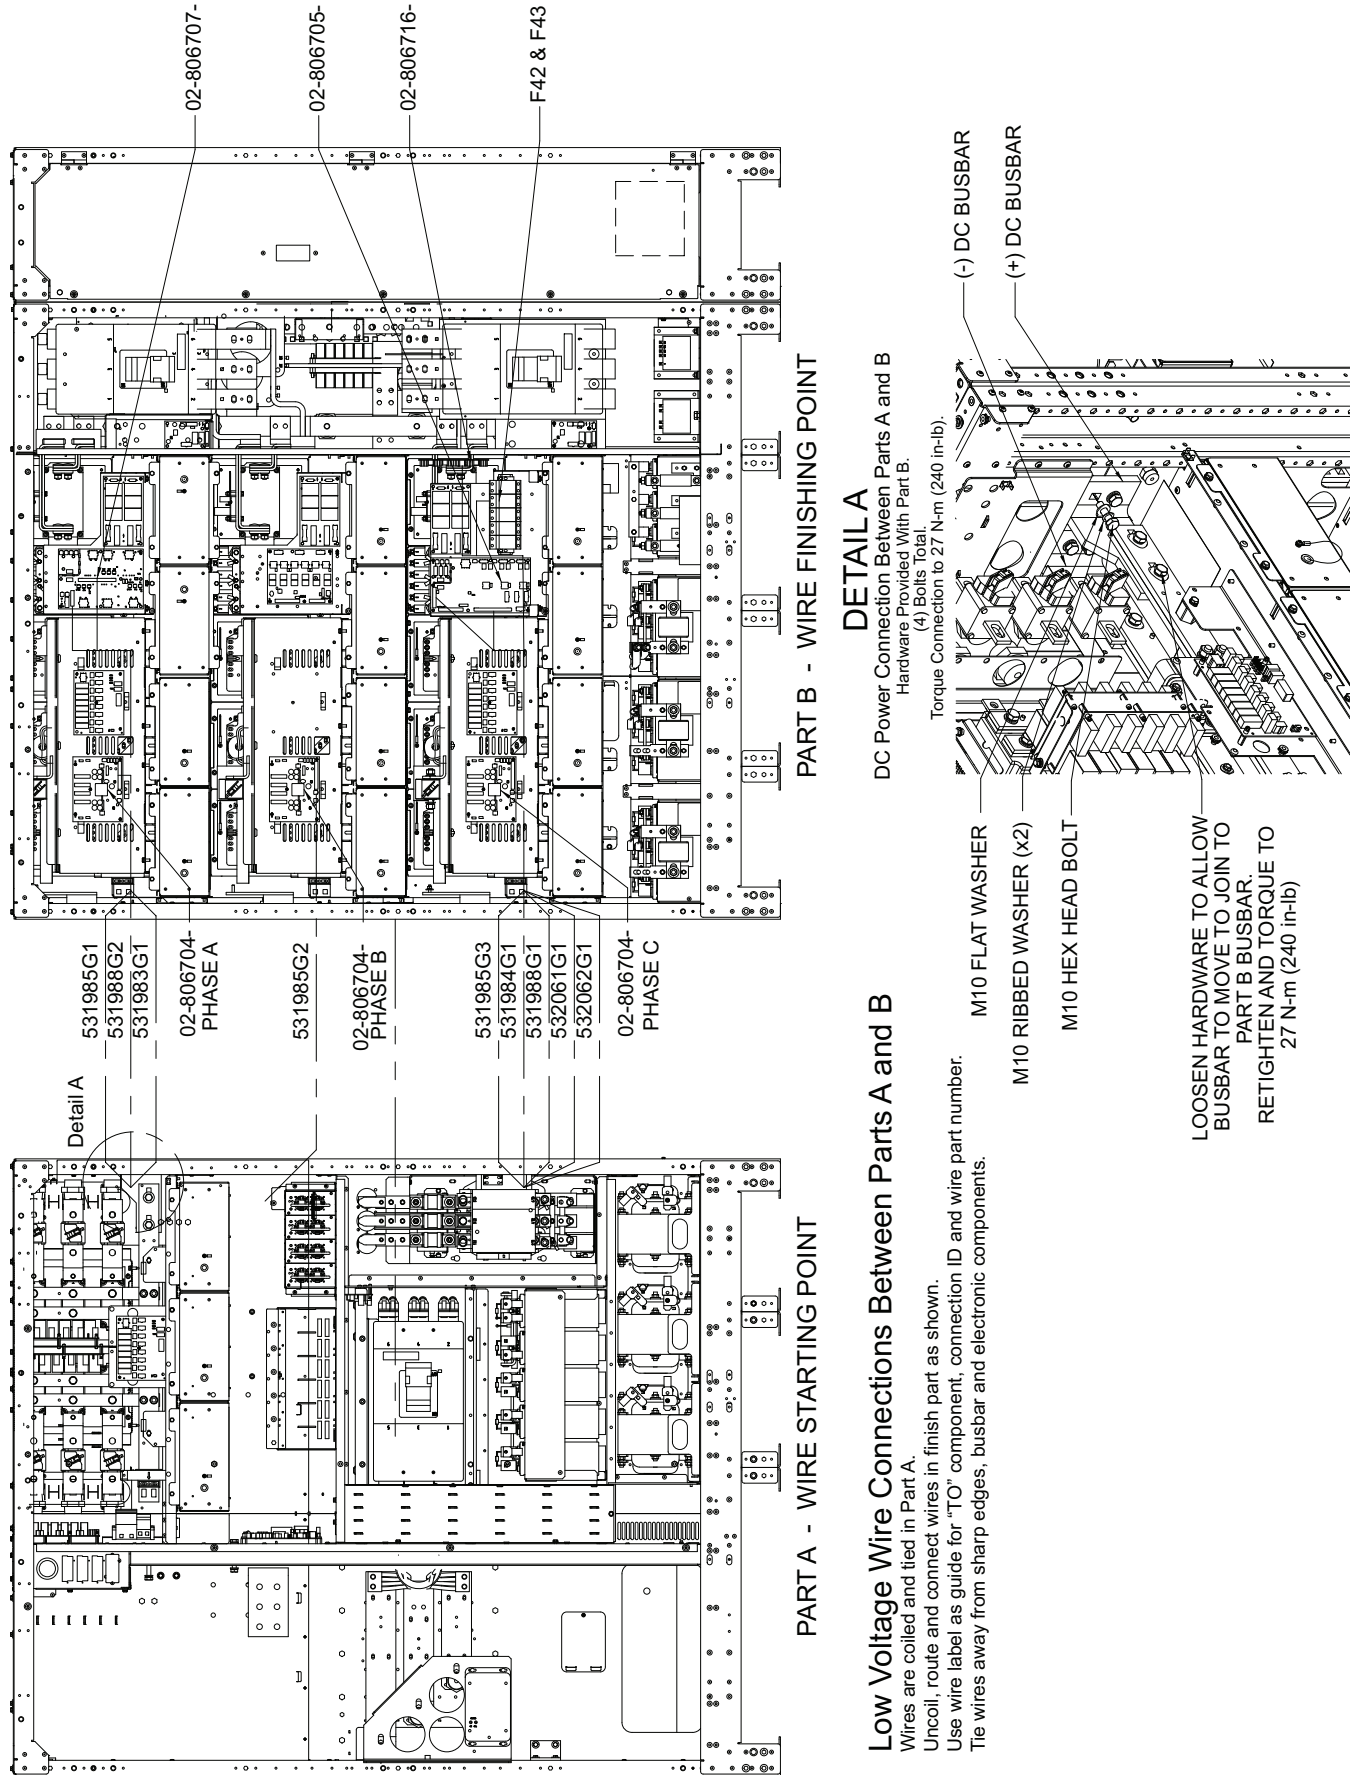 Detail A
531985G1
531988G2
531983G1
02-806704-
PHASE A
531985G2
02-806704-
PHASE B
531985G3
531984G1
531988G1
532061G1
532062G1
02-806704-
PHASE C
02-806707-
02-806705-
02-806716-
F42 & F43
PART A - WIRE STARTING POINT
PART B - WIRE FINISHING POINT
Low Voltage Wire Connections Between Parts A and B
Wires are coiled and tied in Part A.
Uncoil, route and connect wires in finish part as shown.
Use wire label as guide for “TO” component, connection ID and wire part number.
Tie wires away from sharp edges, busbar and electronic components.
DETAIL A
DC Power Connection Between Parts A and B
Hardware Provided With Part B.
(4) Bolts Total.
Torque Connection to 27 N-m (240 in-lb).
M10 FLAT WASHER
M10 RIBBED WASHER (x2)
M10 HEX HEAD BOLT
LOOSEN HARDWARE TO ALLOW
BUSBAR TO MOVE TO JOIN TO
PART B BUSBAR.
RETIGHTEN AND TORQUE TO
27 N-m (240 in-lb)
(-) DC BUSBAR
(+) DC BUSBAR